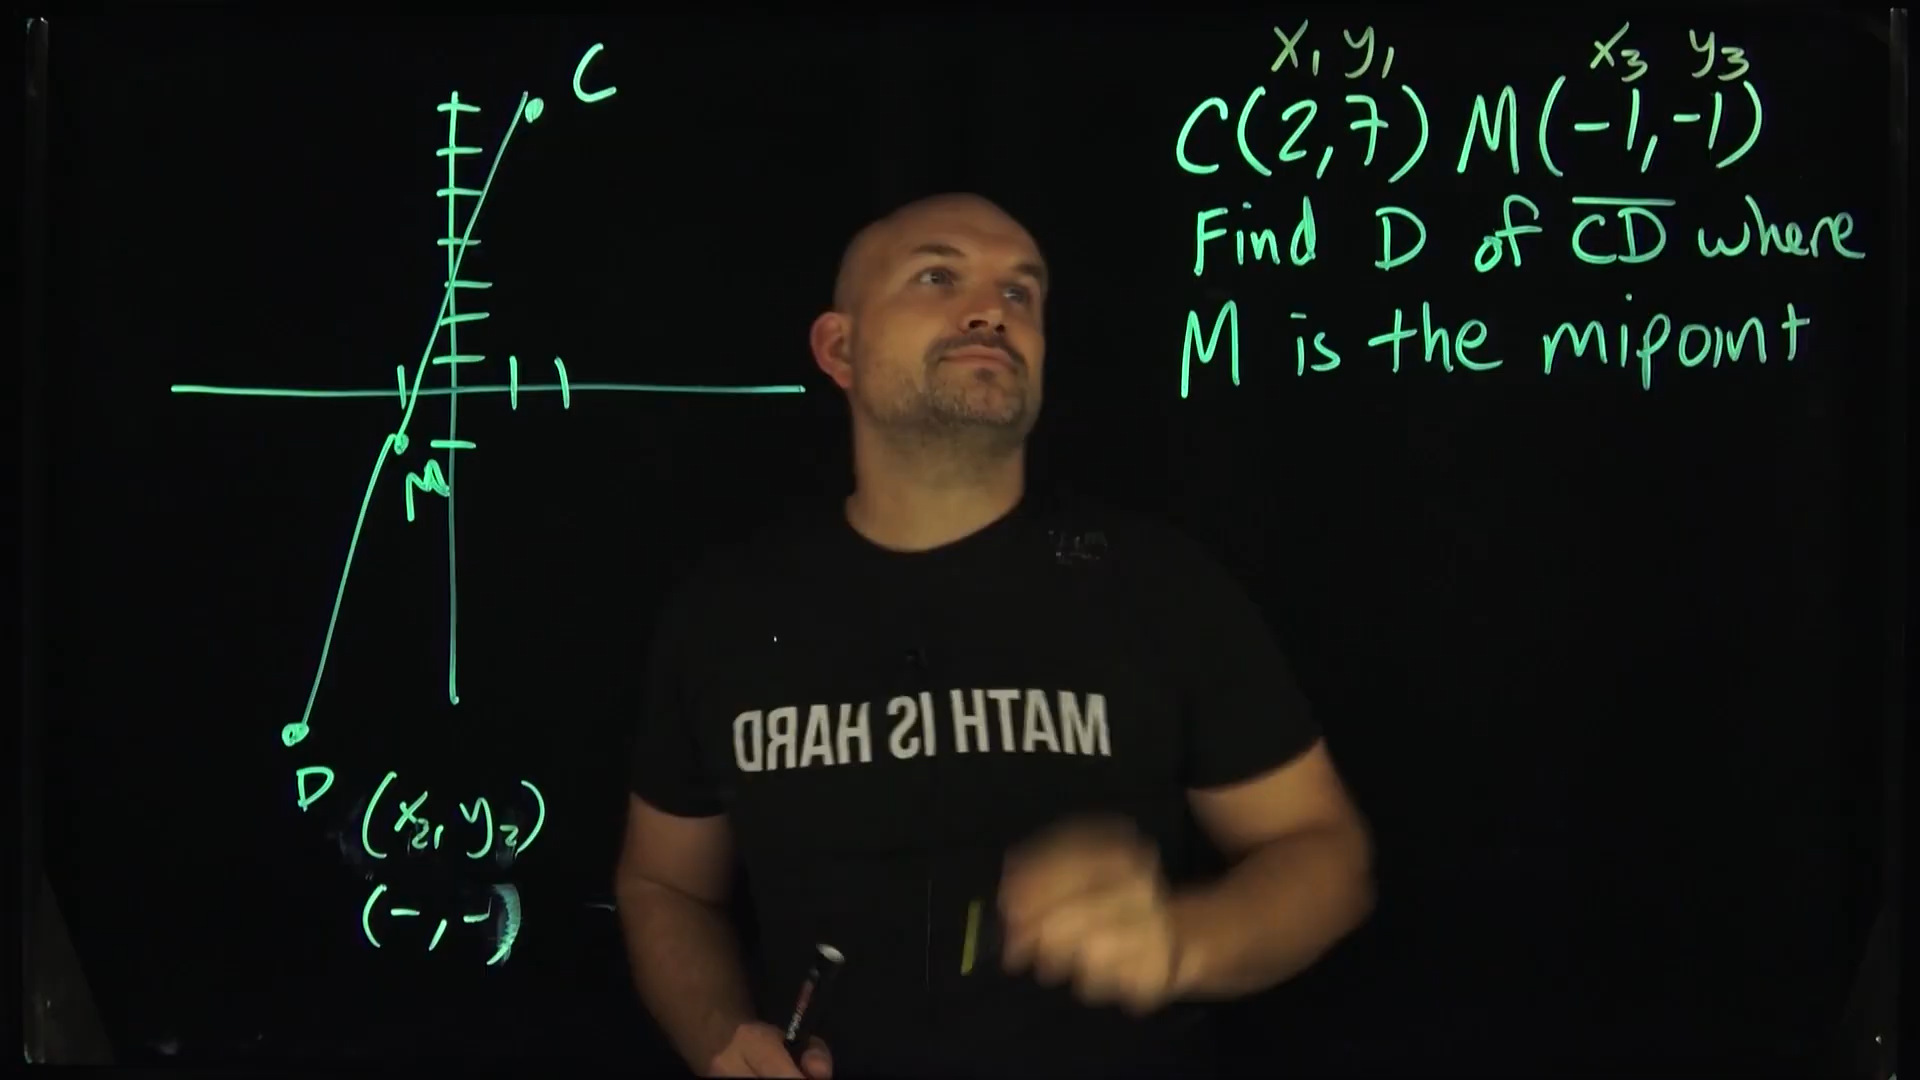 C
x₁ y₁ x₃ y₃
C(2,7) M(-1,-1)
Find D of C̅D̅ where
M is the mipoint
M
MATH IS HARD
D (x₂, y₂)
(-, -)